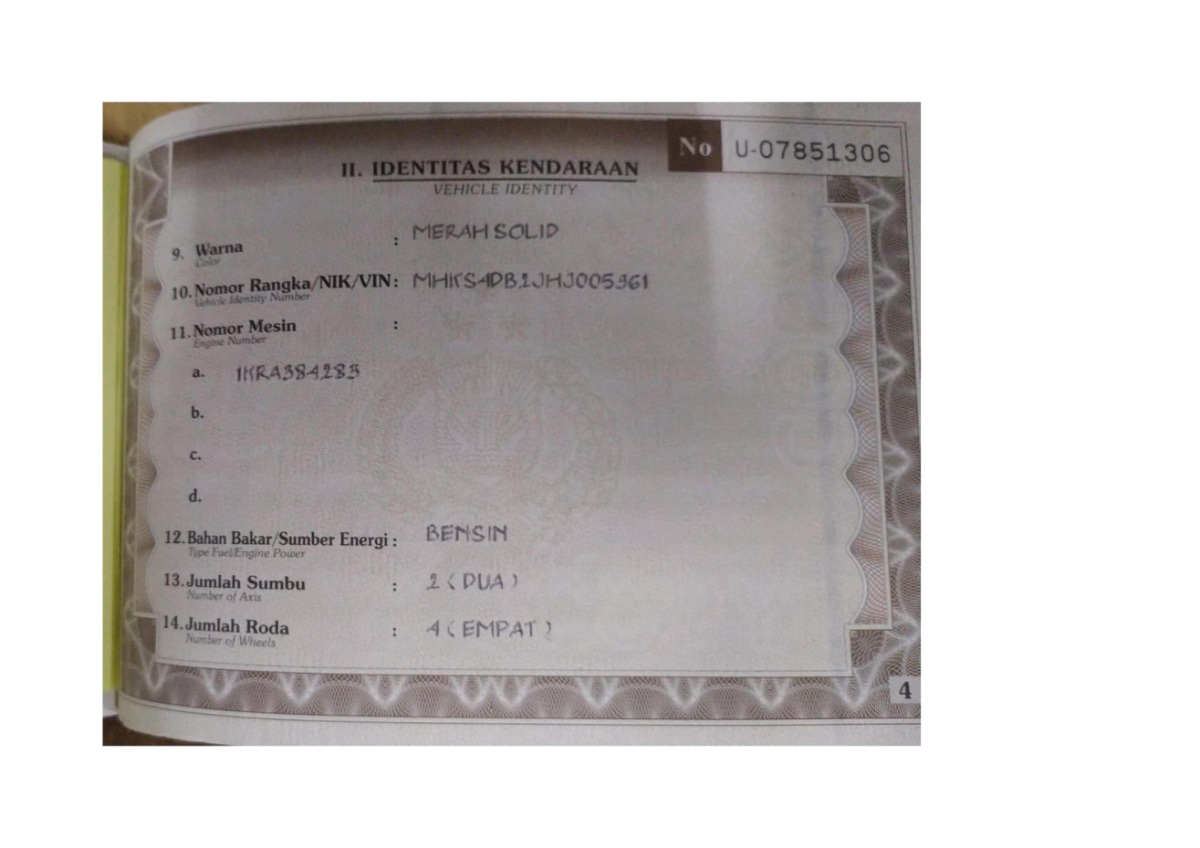 No U-07851306
II. IDENTITAS KENDARAAN
VEHICLE IDENTITY
9. Warna : MERAH SOLID
Color
10. Nomor Rangka/NIK/VIN : MHKS4DB2JHJ005961
Vehicle Identity Number
11. Nomor Mesin :
Engine Number
a. 1KRA384283
b.
c.
d.
12. Bahan Bakar/Sumber Energi : BENSIN
Type Fuel/Engine Power
13. Jumlah Sumbu : 2 ( DUA )
Number of Axis
14. Jumlah Roda : 4 ( EMPAT )
Number of Wheels
4